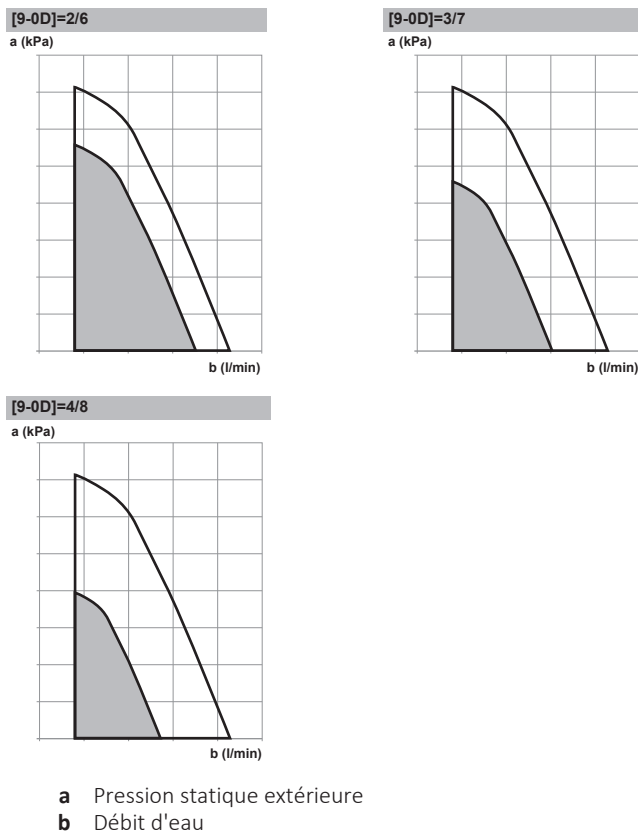 [9-0D]=2/6
a (kPa)
b (l/min)
[9-0D]=3/7
a (kPa)
b (l/min)
[9-0D]=4/8
a (kPa)
b (l/min)
a Pression statique extérieure
b Débit d'eau